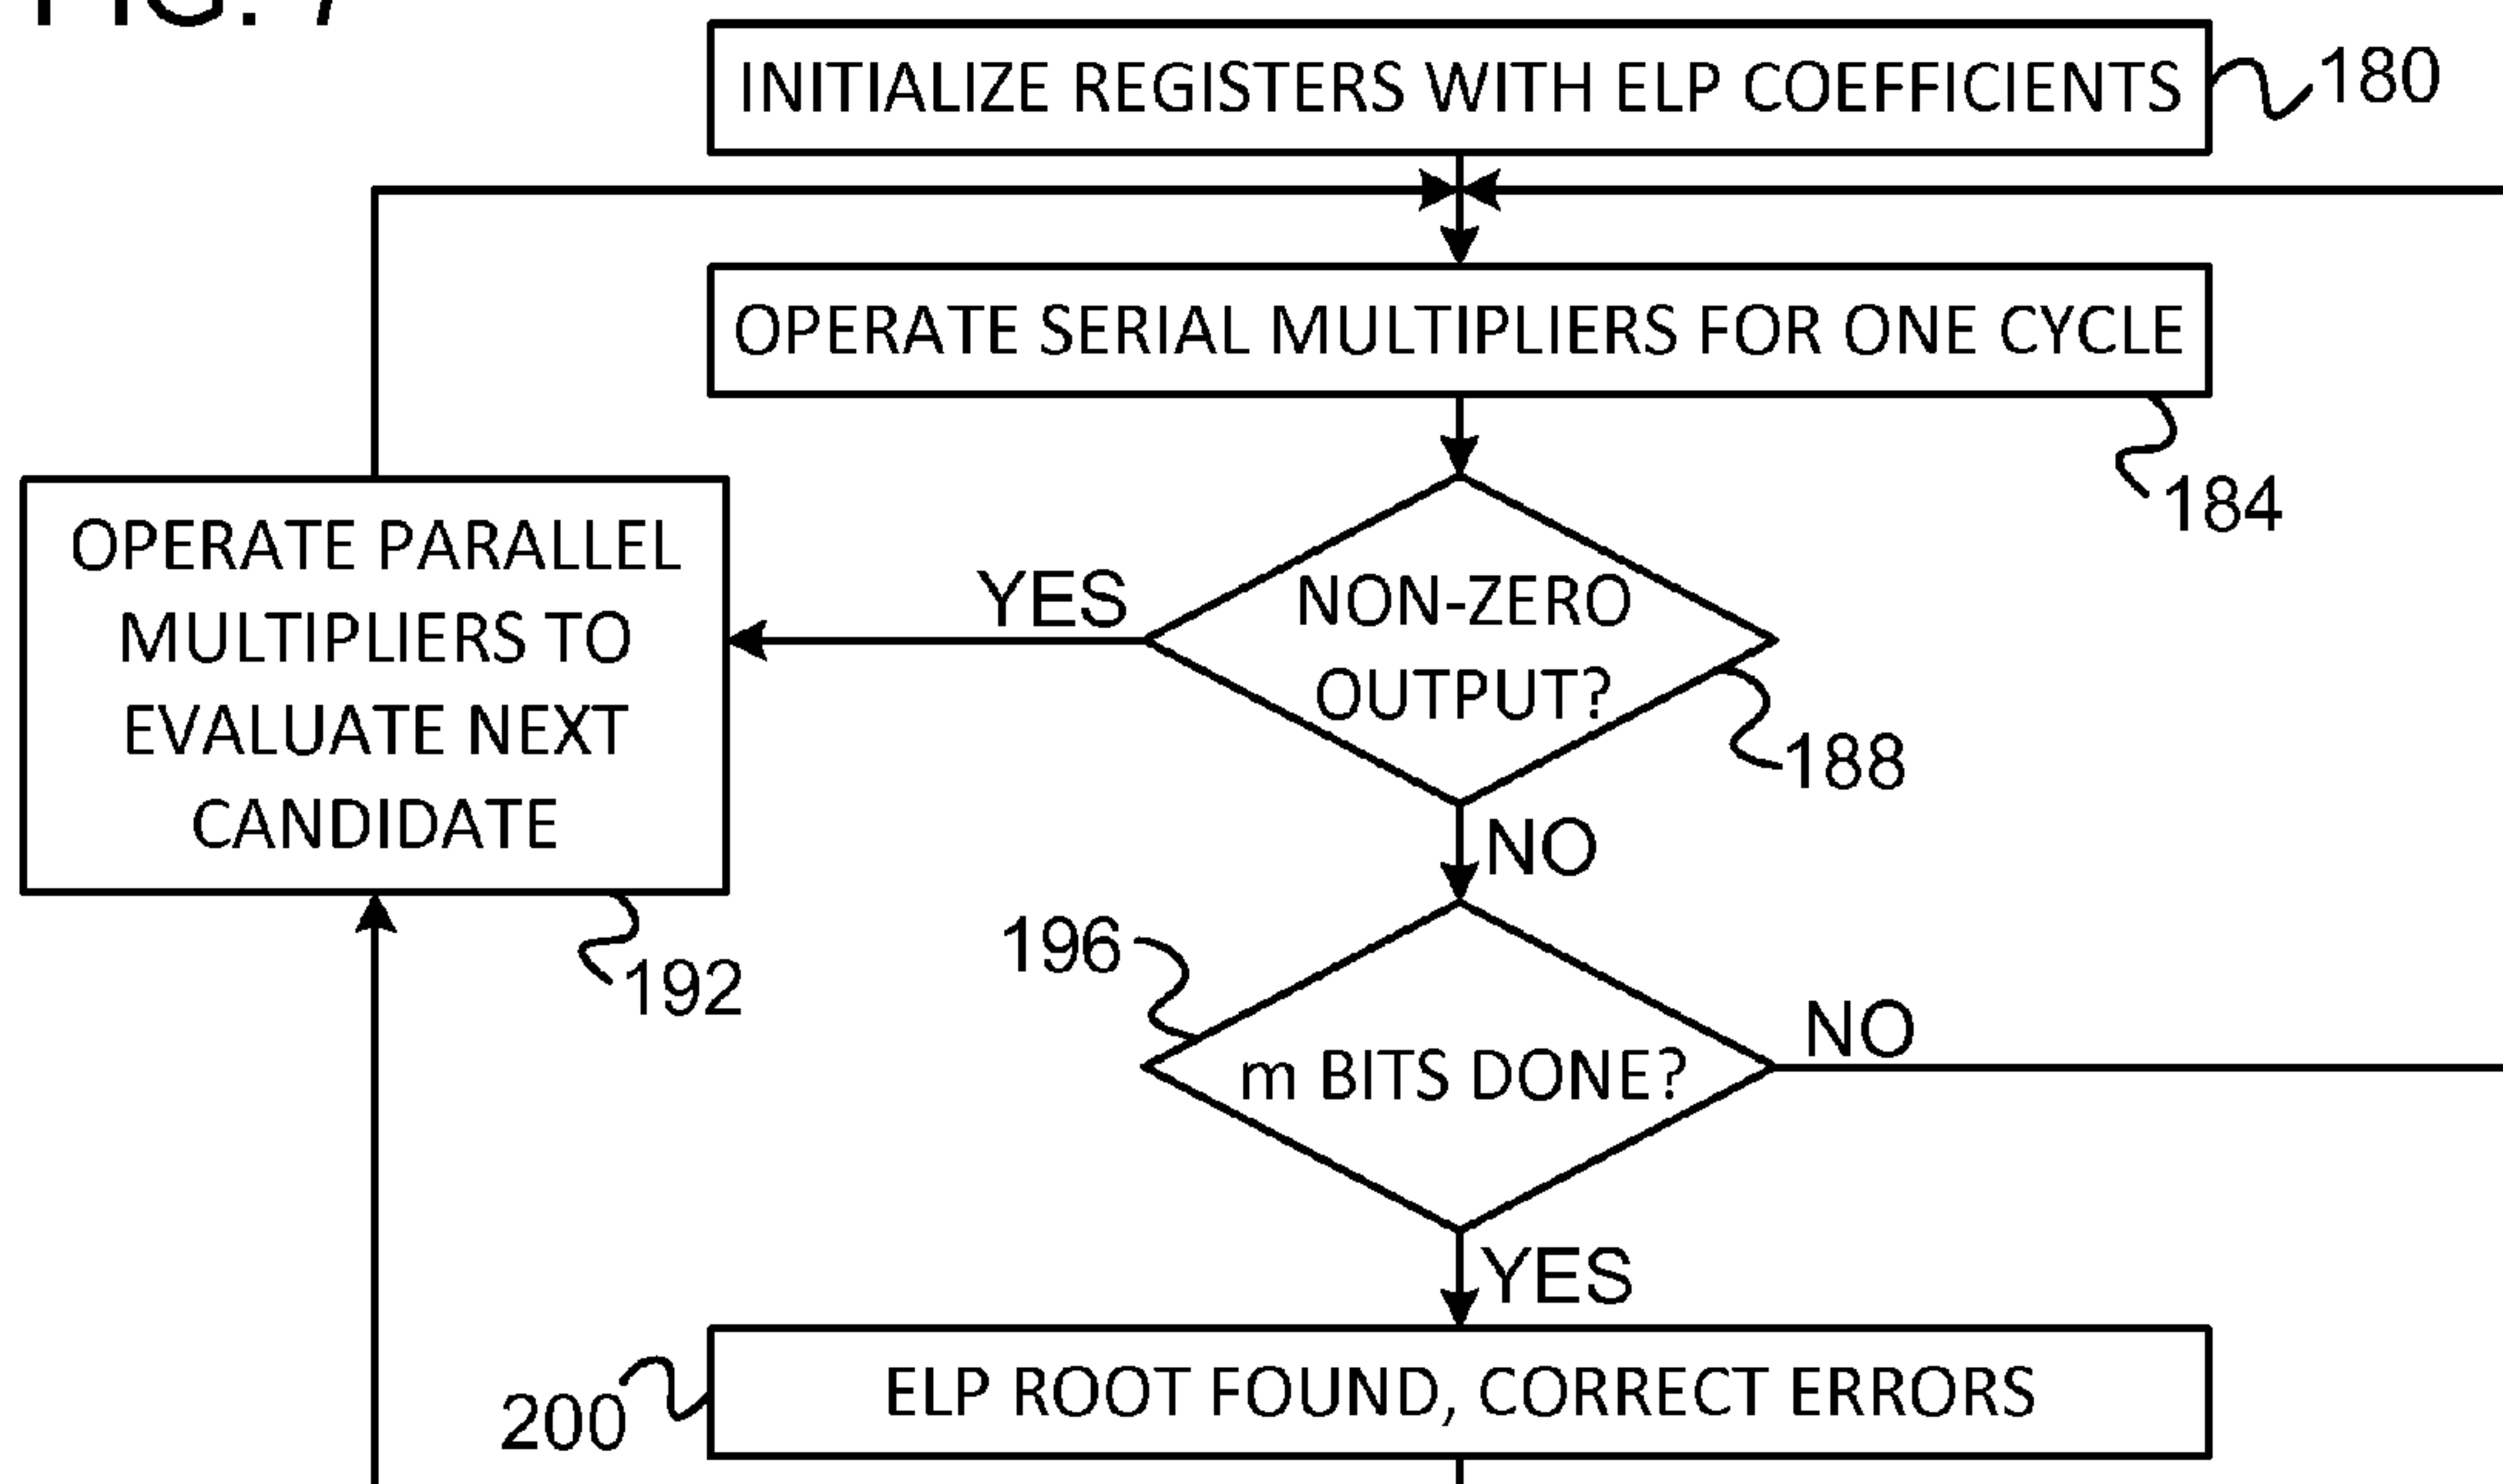 FIG. 7
INITIALIZE REGISTERS WITH ELP COEFFICIENTS
180
OPERATE SERIAL MULTIPLIERS FOR ONE CYCLE
184
OPERATE PARALLEL
MULTIPLIERS TO
EVALUATE NEXT
CANDIDATE
192
YES
NON-ZERO
OUTPUT?
188
NO
196
m BITS DONE?
NO
YES
200
ELP ROOT FOUND, CORRECT ERRORS